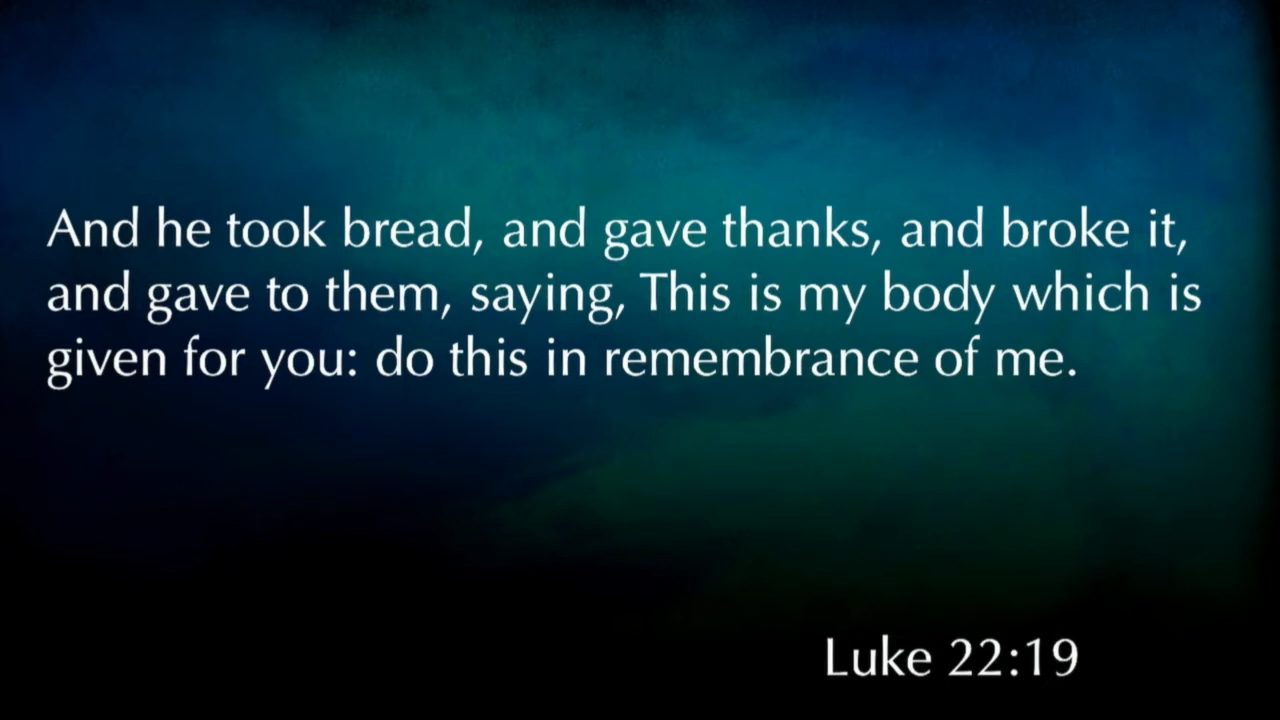 And he took bread, and gave thanks, and broke it,
and gave to them, saying, This is my body which is
given for you: do this in remembrance of me.
Luke 22:19